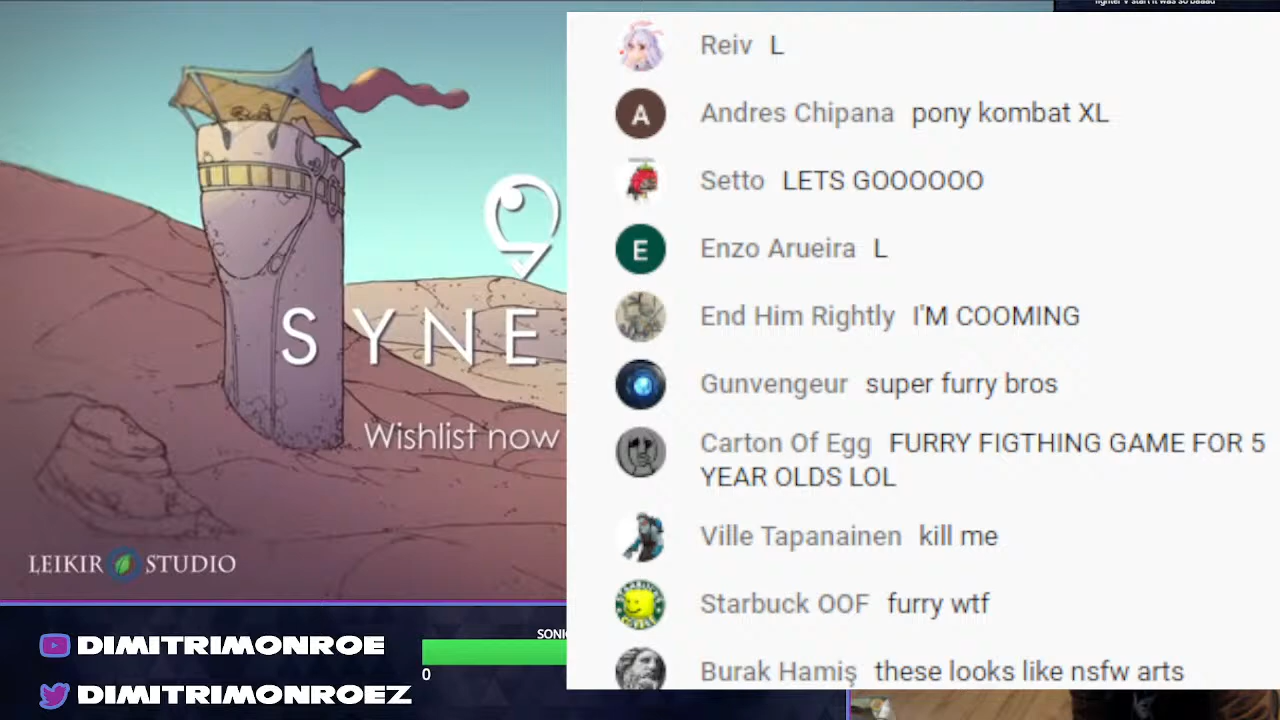 Reiv L
Andres Chipana pony kombat XL
Setto LETS GOOOOOO
Enzo Arueira L
End Him Rightly I'M COOMING
Gunvengeur super furry bros
Carton Of Egg FURRY FIGTHING GAME FOR 5
YEAR OLDS LOL
Ville Tapanainen kill me
Starbuck OOF furry wtf
Burak Hamiş these looks like nsfw arts
SYNE
Wishlist now
LEIKIR STUDIO
DIMITRIMONROE
DIMITRIMONROEZ
SONIC
0